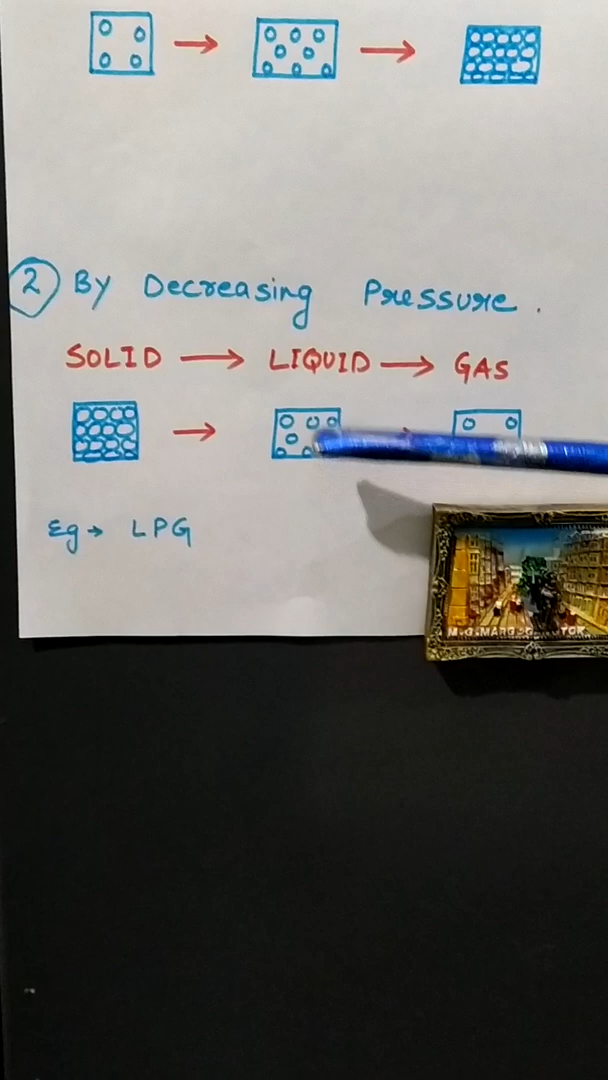 2 By Decreasing Pressure.
SOLID → LIQUID → GAS
Eg → LPG